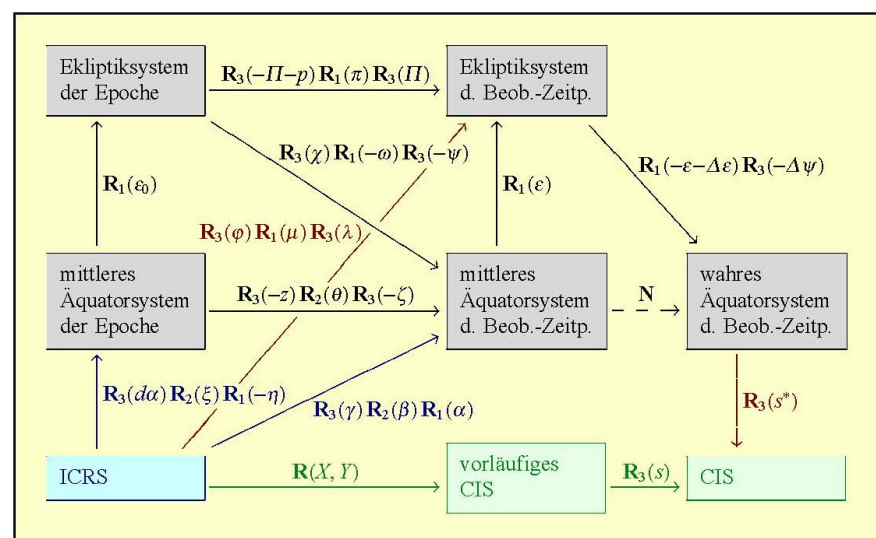 Ekliptiksystem
der Epoche
R₃(-Π-p) R₁(π) R₃(Π)
Ekliptiksystem
d. Beob.-Zeitp.
R₃(χ) R₁(-ω) R₃(-ψ)
R₁(ε₀)
R₁(ε)
R₁(-ε-Δε) R₃(-Δψ)
R₃(φ) R₁(μ) R₃(λ)
mittleres
Äquatorsystem
der Epoche
R₃(-z) R₂(θ) R₃(-ζ)
mittleres
Äquatorsystem
d. Beob.-Zeitp.
N
wahres
Äquatorsystem
d. Beob.-Zeitp.
R₃(dα) R₂(ξ) R₁(-η)
R₃(γ) R₂(β) R₁(α)
R₃(s*)
ICRS
R(X, Y)
vorläufiges
CIS
R₃(s)
CIS